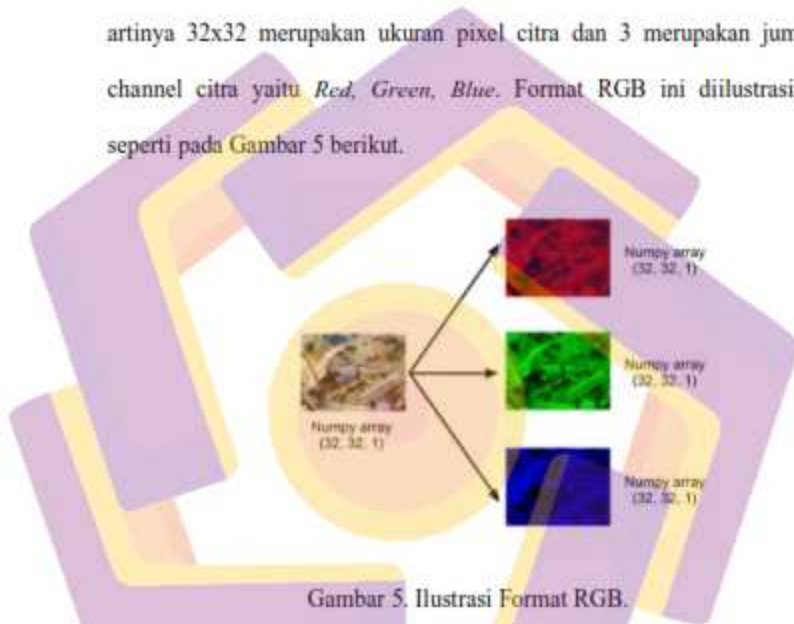 artinya 32x32 merupakan ukuran pixel citra dan 3 merupakan jum
channel citra yaitu Red, Green, Blue. Format RGB ini diilustrasi
seperti pada Gambar 5 berikut.
Numpy array
(32, 32, 1)
Numpy array
(32, 32, 1)
Numpy array
(32, 32, 1)
Numpy array
(32, 32, 1)
Gambar 5. Ilustrasi Format RGB.